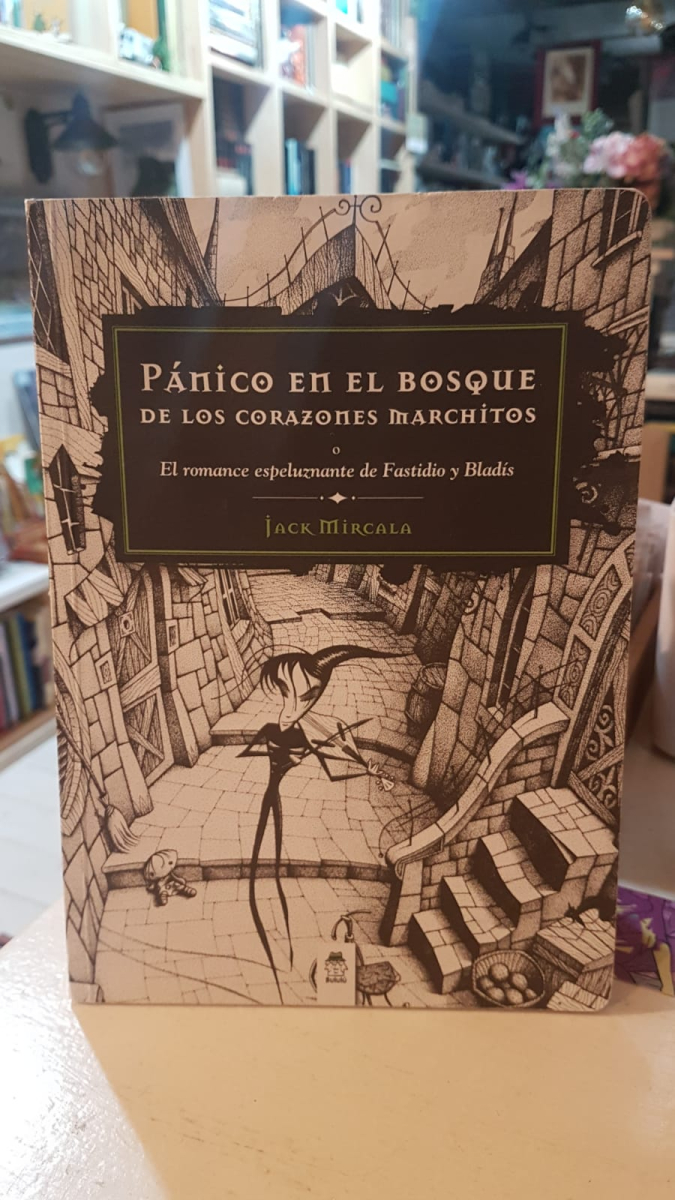 Pánico en el bosque
de los corazones marchitos
o
El romance espeluznante de Fastidio y Bladís
Jack Mircala